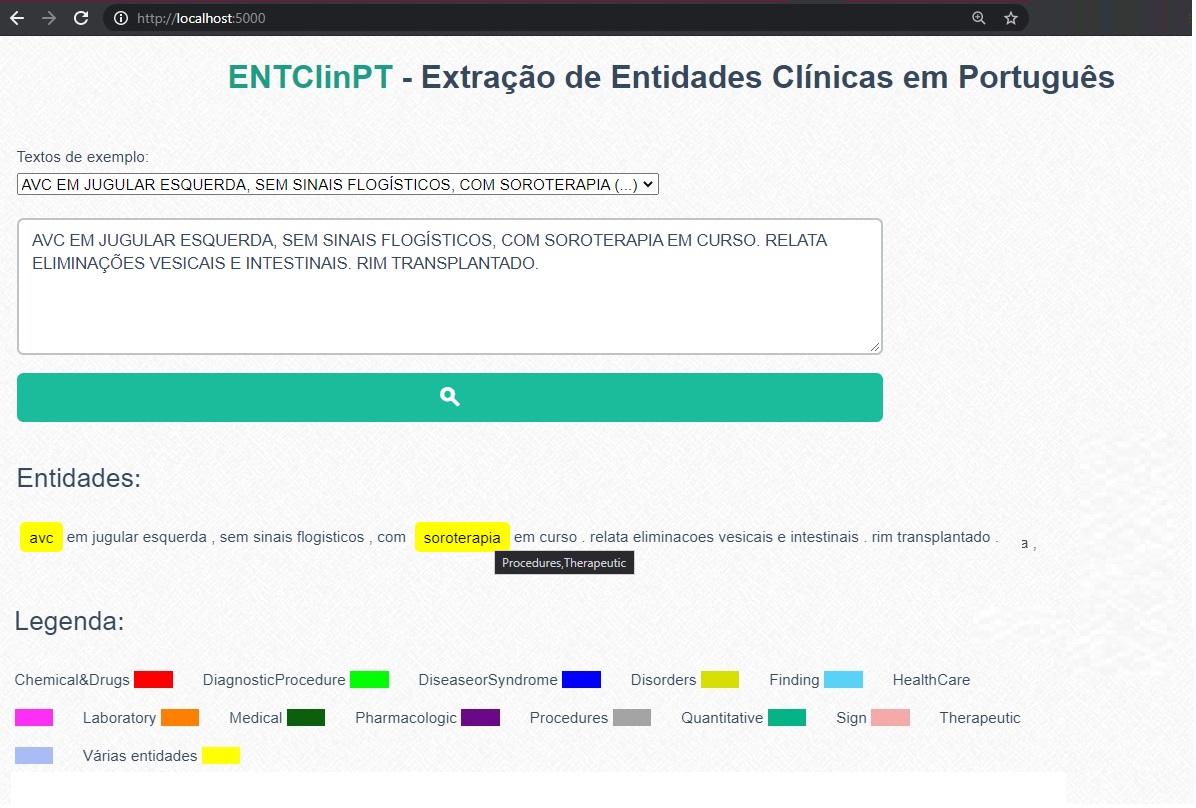 http://localhost:5000
ENTClinPT - Extração de Entidades Clínicas em Português
Textos de exemplo:
AVC EM JUGULAR ESQUERDA, SEM SINAIS FLOGÍSTICOS, COM SOROTERAPIA (...)
AVC EM JUGULAR ESQUERDA, SEM SINAIS FLOGÍSTICOS, COM SOROTERAPIA EM CURSO. RELATA
ELIMINAÇÕES VESICAIS E INTESTINAIS. RIM TRANSPLANTADO.
Entidades:
avc em jugular esquerda , sem sinais flogisticos , com soroterapia em curso . relata eliminacoes vesicais e intestinais . rim transplantado . a ,
Procedures,Therapeutic
Legenda:
Chemical&Drugs DiagnosticProcedure DiseaseorSyndrome Disorders Finding HealthCare
Laboratory Medical Pharmacologic Procedures Quantitative Sign Therapeutic
Várias entidades